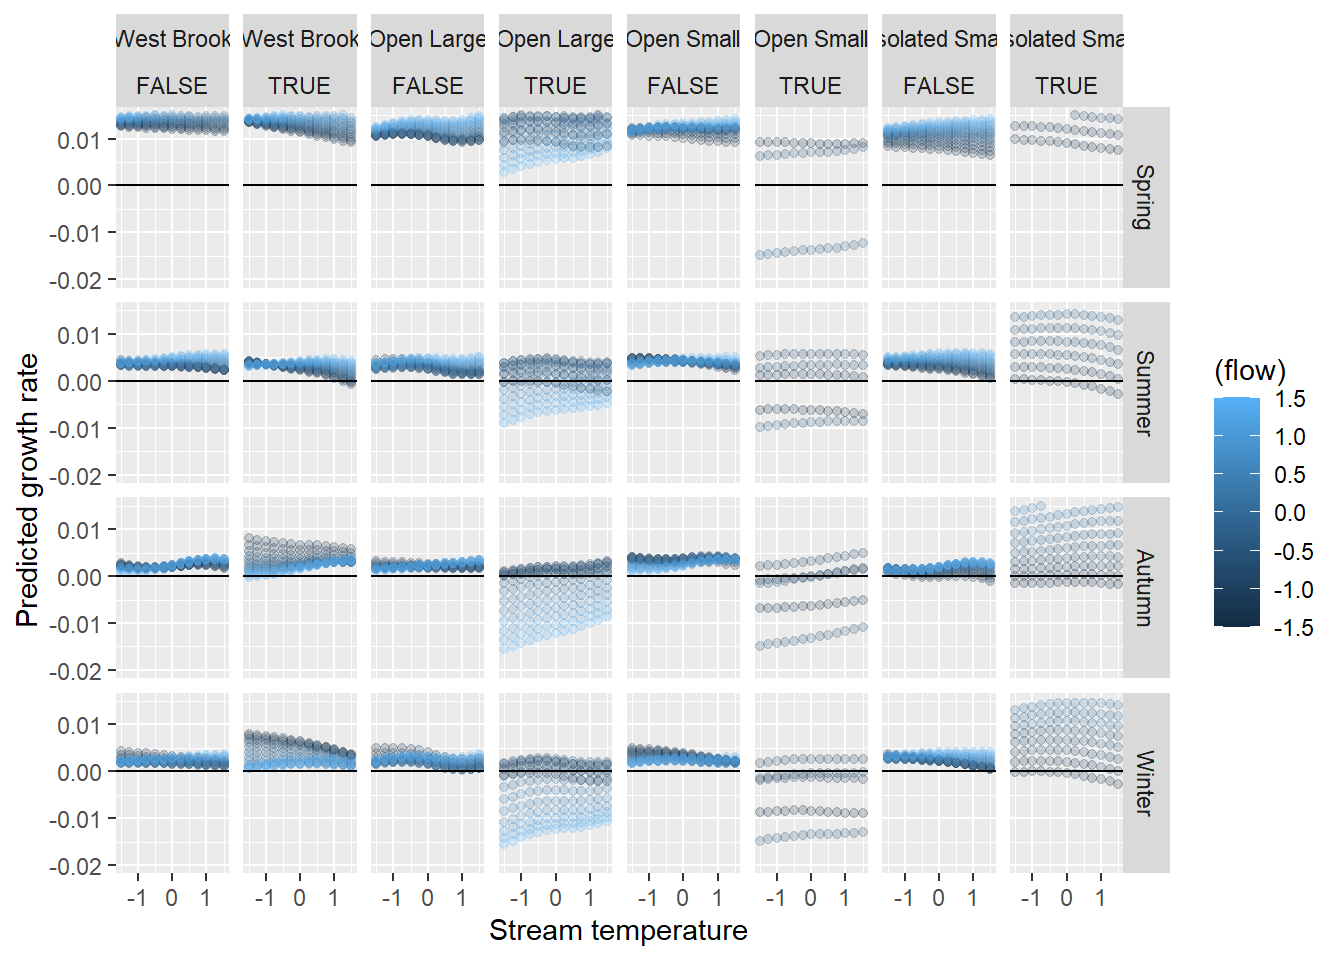 West Brook West Brook Open Large Open Large Open Small Open Small solated Sma solated Sma
FALSE TRUE FALSE TRUE FALSE TRUE FALSE TRUE
0.01
0.00
-0.01
-0.02
Spring
0.01
0.00
-0.01
-0.02
Summer
0.01
0.00
-0.01
-0.02
Autumn
0.01
0.00
-0.01
-0.02
Winter
-1 0 1 -1 0 1 -1 0 1 -1 0 1 -1 0 1 -1 0 1 -1 0 1 -1 0 1
Stream temperature
Predicted growth rate
(flow)
1.5
1.0
0.5
0.0
-0.5
-1.0
-1.5